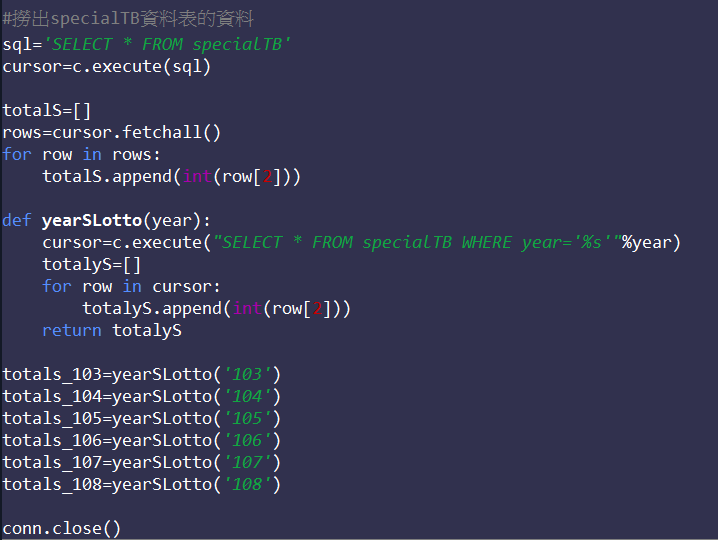 #撈出specialTB資料表的資料
sql='SELECT * FROM specialTB'
cursor=c.execute(sql)
totalS=[]
rows=cursor.fetchall()
for row in rows:
    totalS.append(int(row[2]))
def yearSLotto(year):
    cursor=c.execute("SELECT * FROM specialTB WHERE year='%s'"%year)
    totalyS=[]
    for row in cursor:
        totalyS.append(int(row[2]))
    return totalyS
totals_103=yearSLotto('103')
totals_104=yearSLotto('104')
totals_105=yearSLotto('105')
totals_106=yearSLotto('106')
totals_107=yearSLotto('107')
totals_108=yearSLotto('108')
conn.close()